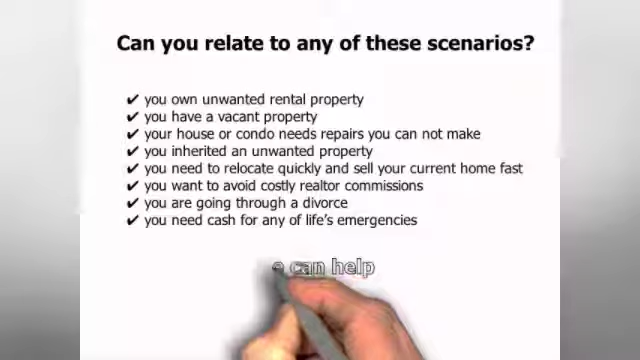 Can you relate to any of these scenarios?
✔ you own unwanted rental property
✔ you have a vacant property
✔ your house or condo needs repairs you can not make
✔ you inherited an unwanted property
✔ you need to relocate quickly and sell your current home fast
✔ you want to avoid costly realtor commissions
✔ you are going through a divorce
✔ you need cash for any of life’s emergencies
e can help